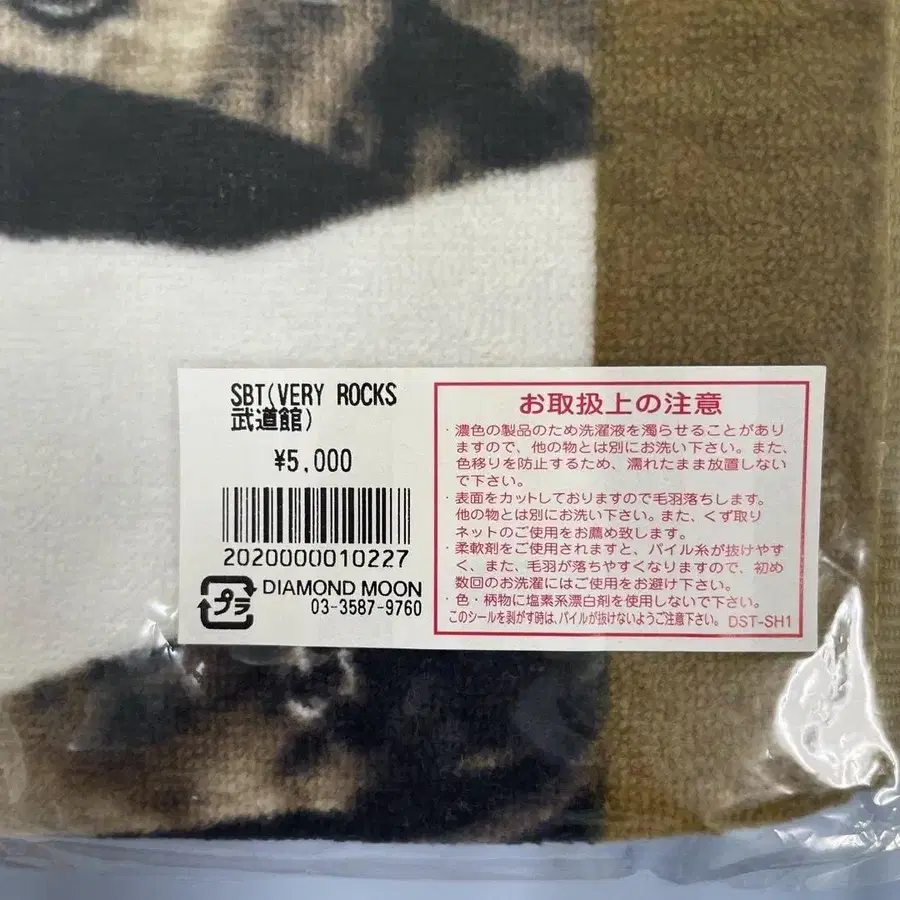 SBT(VERY ROCKS
武道館)
¥5,000
2020000010227
プラ
DIAMOND MOON
03-3587-9760
お取扱上の注意
・濃色の製品のため洗濯液を濁らせることがあり
ますので、他の物とは別にお洗い下さい。また、
色移りを防止するため、濡れたまま放置しない
で下さい。
・表面をカットしておりますので毛羽落ちします。
他の物とは別にお洗い下さい。また、くず取り
ネットのご使用をお薦め致します。
・柔軟剤をご使用されますと、パイル糸が抜けやす
く、また、毛羽が落ちやすくなりますので、初め
数回のお洗濯にはご使用をお避け下さい。
・色・柄物に塩素系漂白剤を使用しないで下さい。
このシールを剥がす時は、パイルが抜けないようご注意下さい。 DST-SH1